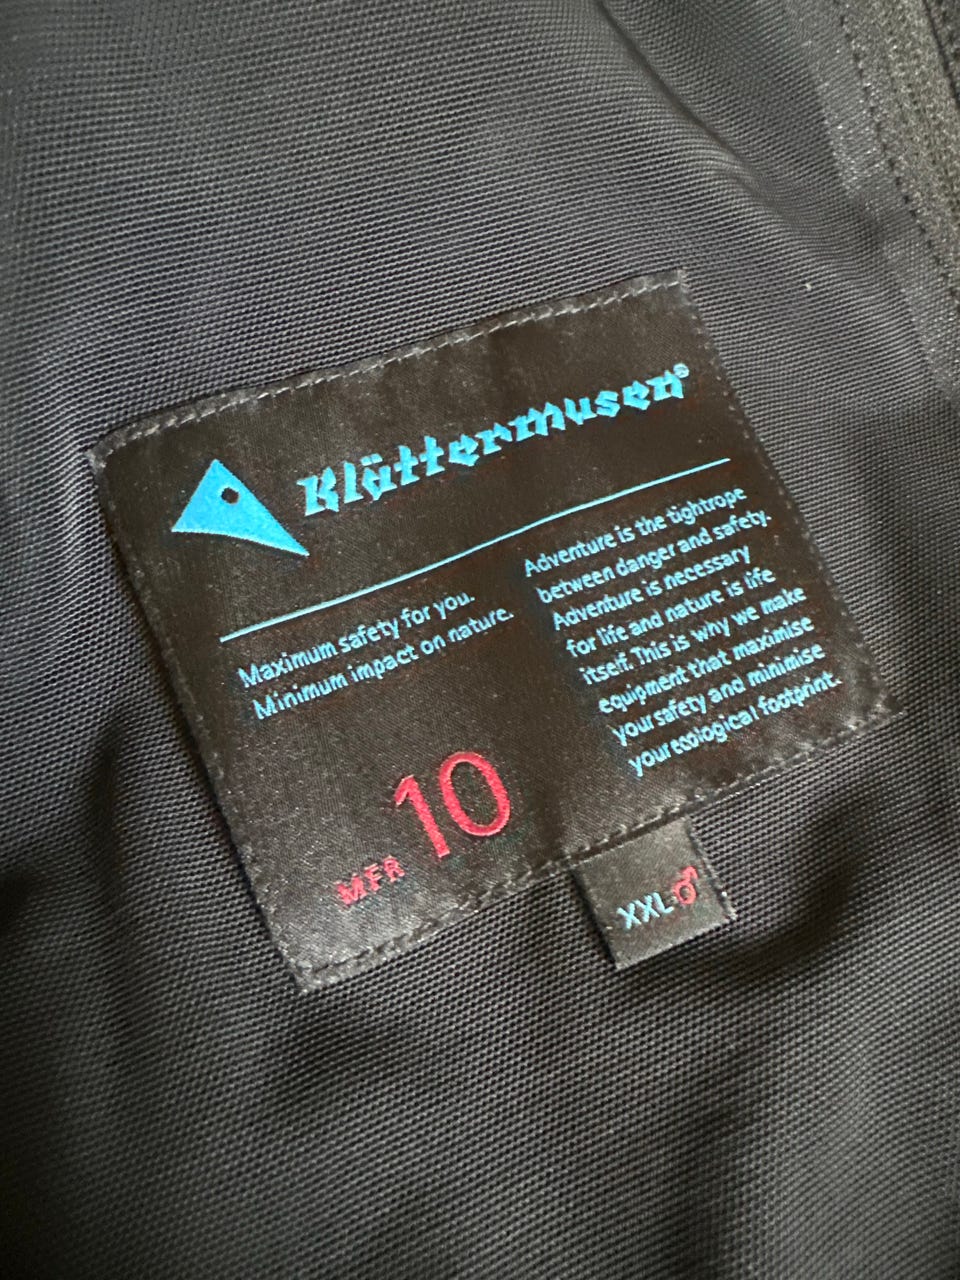 Klättermusen®
Maximum safety for you.
Minimum impact on nature.
Adventure is the tightrope
between danger and safety.
Adventure is necessary
for life and nature is life
itself. This is why we make
equipment that maximise
your safety and minimise
your ecological footprint.
MFR 10
XXL♂